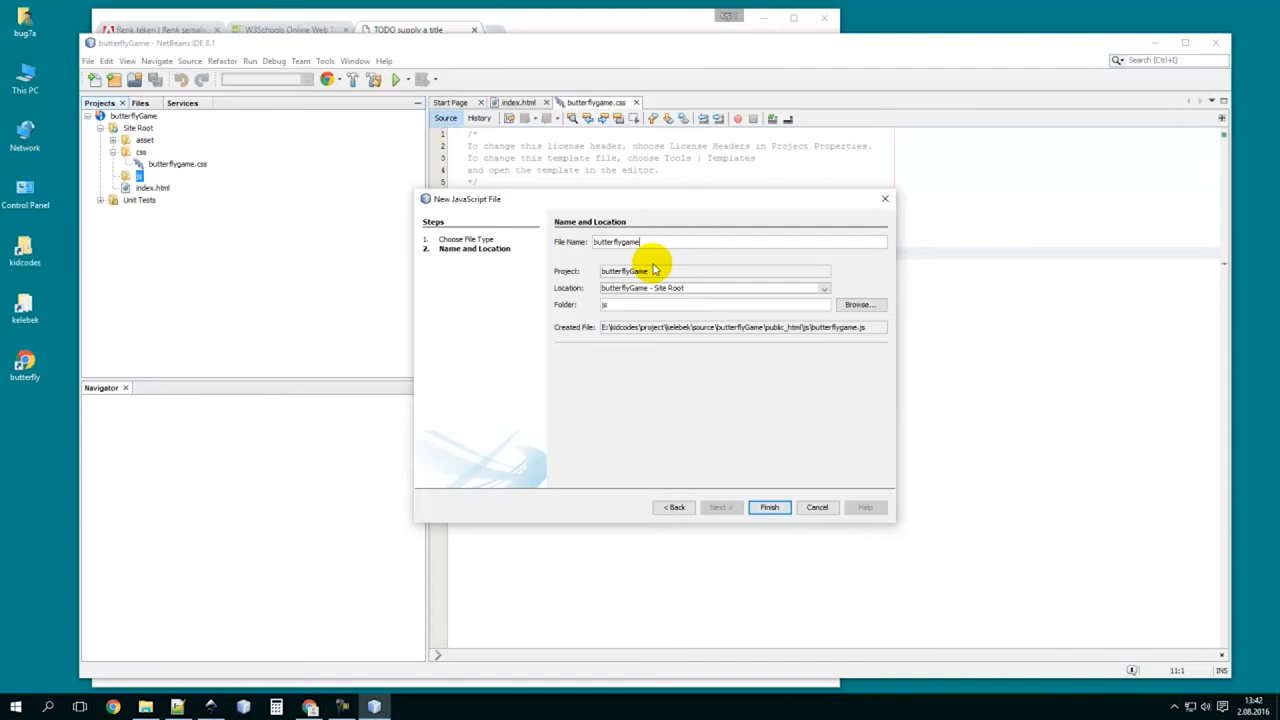 bug7a
This PC
Network
Control Panel
kidcodes
kelebek
butterfly
W3Schools Online Web
TODO supply a title
butterflyGame - NetBeans IDE 8.1
File Edit View Navigate Source Refactor Run Debug Team Tools Window Help
Search (Ctrl+I)
Projects Files Services
butterflyGame
Site Root
asset
css
butterflygame.css
js
index.html
Unit Tests
Navigator
Start Page index.html butterflygame.css
Source History
1 /*
2 To change this license header, choose License Headers in Project Properties.
3 To change this template file, choose Tools | Templates
4 and open the template in the editor.
5 */
New JavaScript File
Steps
1. Choose File Type
2. Name and Location
Name and Location
File Name: butterflygame
Project: butterflyGame
Location: butterflyGame - Site Root
Folder: js
Browse...
Created File: E:\kidcodes\project\kelebek\source\butterflyGame\public_html\js\butterflygame.js
< Back Next > Finish Cancel Help
11:1 INS
13:42
2.08.2016